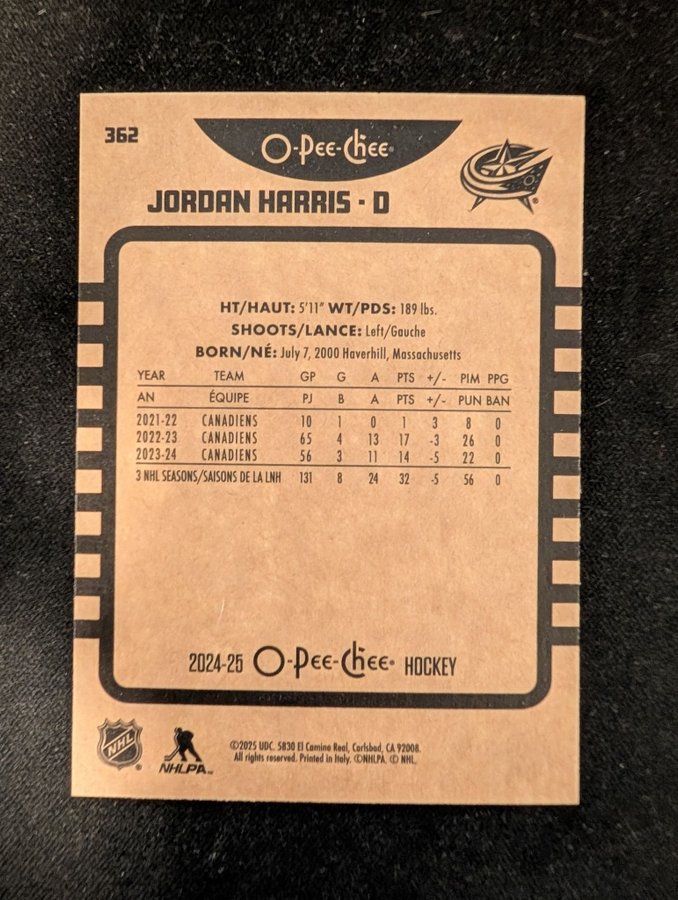 362
O-Pee-Chee®
JORDAN HARRIS · D
HT/HAUT: 5'11" WT/PDS: 189 lbs.
SHOOTS/LANCE: Left/Gauche
BORN/NÉ: July 7, 2000 Haverhill, Massachusetts
YEAR TEAM GP G A PTS +/- PIM PPG
AN ÉQUIPE PJ B A PTS +/- PUN BAN
2021-22 CANADIENS 10 1 0 1 3 8 0
2022-23 CANADIENS 65 4 13 17 -3 26 0
2023-24 CANADIENS 56 3 11 14 -5 22 0
3 NHL SEASONS/SAISONS DE LA LNH 131 8 24 32 -5 56 0
2024-25 O-Pee-Chee® HOCKEY
NHL ®
NHLPA™
©2025 UDC. 5830 El Camino Real, Carlsbad, CA 92008.
All rights reserved. Printed in Italy. ©NHLPA. © NHL.